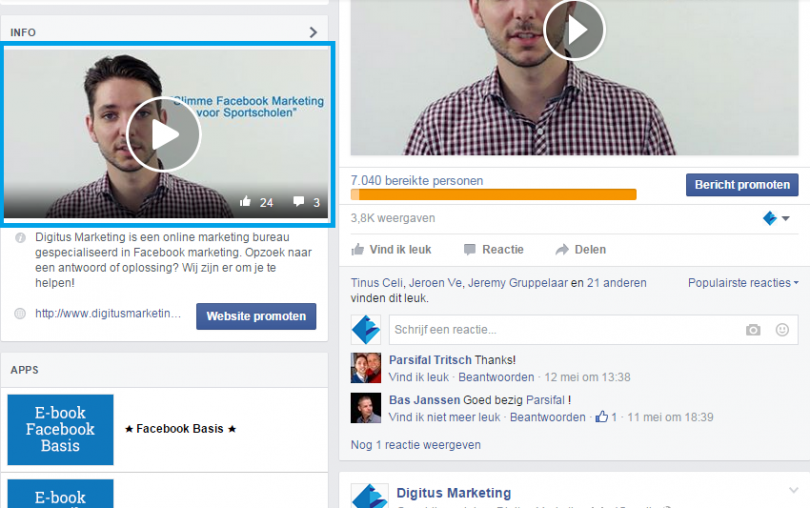 INFO
"Slimme Facebook Marketing
voor Sportscholen"
24
3
Digitus Marketing is een online marketing bureau
gespecialiseerd in Facebook marketing. Opzoek naar
een antwoord of oplossing? Wij zijn er om je te
helpen!
http://www.digitusmarketin...
Website promoten
APPS
E-book
Facebook
Basis
★ Facebook Basis ★
E-book
7.040 bereikte personen
Bericht promoten
3,8K weergaven
Vind ik leuk Reactie Delen
Tinus Celi, Jeroen Ve, Jeremy Gruppelaar en 21 anderen
vinden dit leuk.
Populairste reacties
Schrijf een reactie...
Parsifal Tritsch Thanks!
Vind ik leuk · Beantwoorden · 12 mei om 13:38
Bas Janssen Goed bezig Parsifal !
Vind ik niet meer leuk · Beantwoorden · 1 · 11 mei om 18:39
Nog 1 reactie weergeven
Digitus Marketing